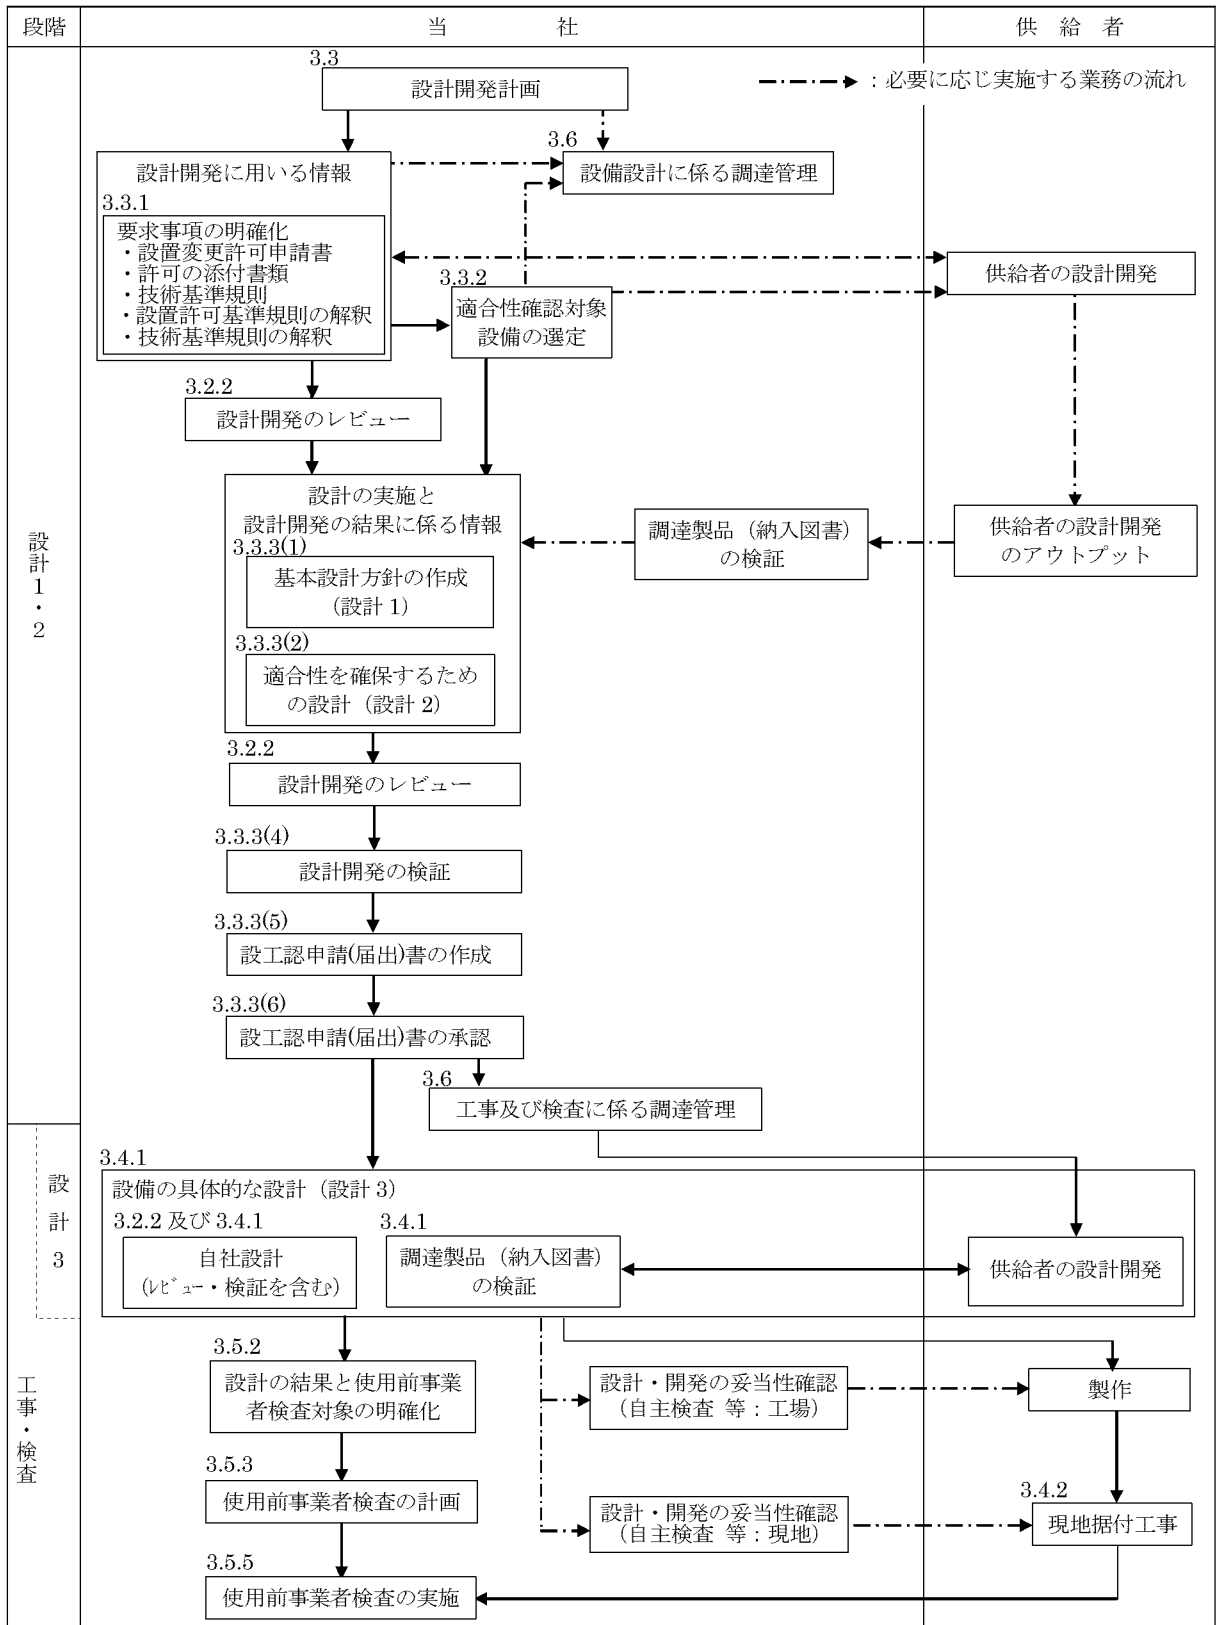 段階
当　　　社
供　給　者
3.3
設計開発計画
：必要に応じ実施する業務の流れ
3.6
設備設計に係る調達管理
設計開発に用いる情報
3.3.1
要求事項の明確化
・設置変更許可申請書
・許可の添付書類
・技術基準規則
・設置許可基準規則の解釈
・技術基準規則の解釈
3.3.2
適合性確認対象
設備の選定
供給者の設計開発
3.2.2
設計開発のレビュー
設計の実施と
設計開発の結果に係る情報
3.3.3(1)
基本設計方針の作成
（設計 1）
3.3.3(2)
適合性を確保するため
の設計（設計 2）
調達製品（納入図書）
の検証
供給者の設計開発
のアウトプット
設計１・２
3.2.2
設計開発のレビュー
3.3.3(4)
設計開発の検証
3.3.3(5)
設工認申請(届出)書の作成
3.3.3(6)
設工認申請(届出)書の承認
3.6
工事及び検査に係る調達管理
設計３
3.4.1
設備の具体的な設計（設計 3）
3.2.2 及び 3.4.1
自社設計
(ﾚﾋﾞｭｰ・検証を含む)
3.4.1
調達製品（納入図書）
の検証
供給者の設計開発
工事・検査
3.5.2
設計の結果と使用前事業
者検査対象の明確化
設計・開発の妥当性確認
（自主検査 等：工場）
製作
3.5.3
使用前事業者検査の計画
設計・開発の妥当性確認
（自主検査 等：現地）
3.4.2
現地据付工事
3.5.5
使用前事業者検査の実施